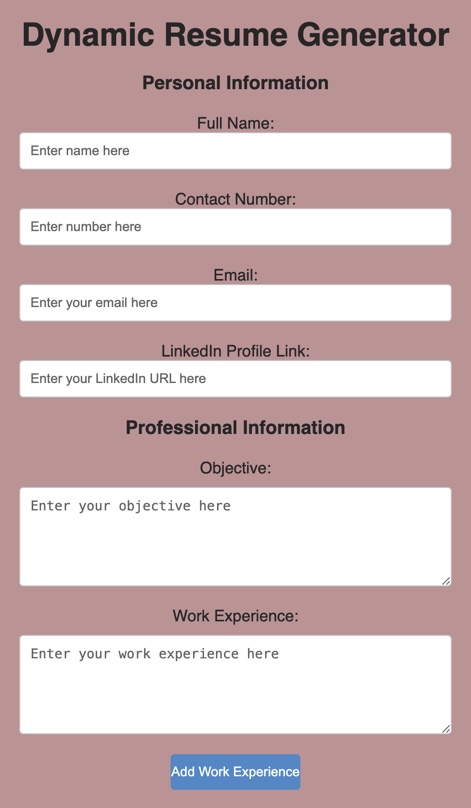 Dynamic Resume Generator
Personal Information
Full Name:
Enter name here
Contact Number:
Enter number here
Email:
Enter your email here
LinkedIn Profile Link:
Enter your LinkedIn URL here
Professional Information
Objective:
Enter your objective here
Work Experience:
Enter your work experience here
Add Work Experience